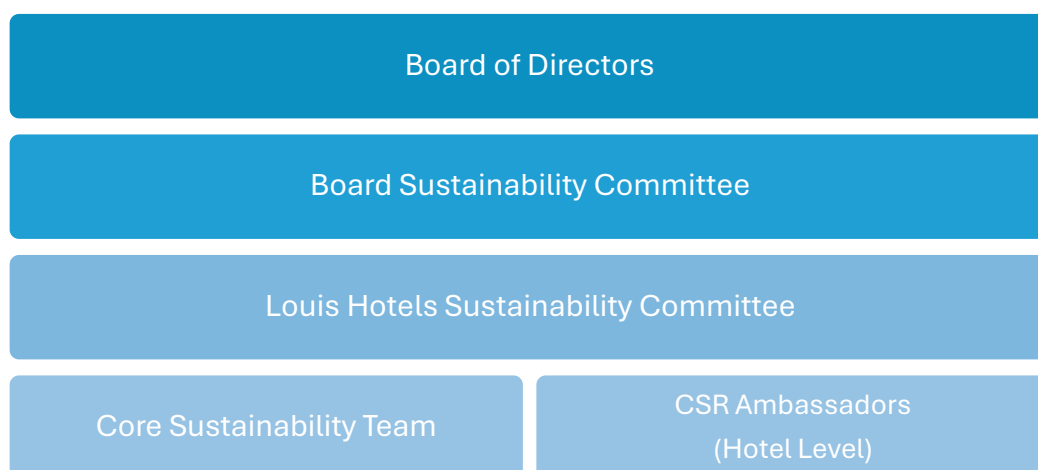 Board of Directors
Board Sustainability Committee
Louis Hotels Sustainability Committee
Core Sustainability Team
CSR Ambassadors
(Hotel Level)